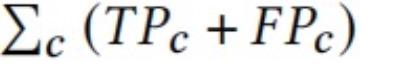 ∑c (TPc + FPc)